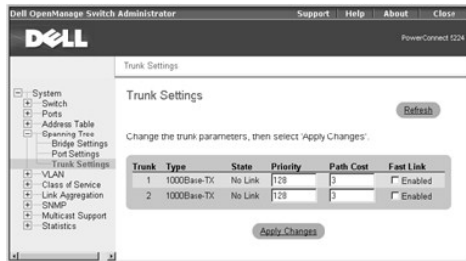 Dell OpenManage Switch Administrator Support Help About Close
DELL
PowerConnect 5224
Trunk Settings
System
Switch
Ports
Address Table
Spanning Tree
Bridge Settings
Port Settings
Trunk Settings
VLAN
Class of Service
Link Aggregation
SNMP
Multicast Support
Statistics
Trunk Settings
Refresh
Change the trunk parameters, then select 'Apply Changes'.
Trunk Type State Priority Path Cost Fast Link
1 1000Base-TX No Link 128 3 Enabled
2 1000Base-TX No Link 128 3 Enabled
Apply Changes